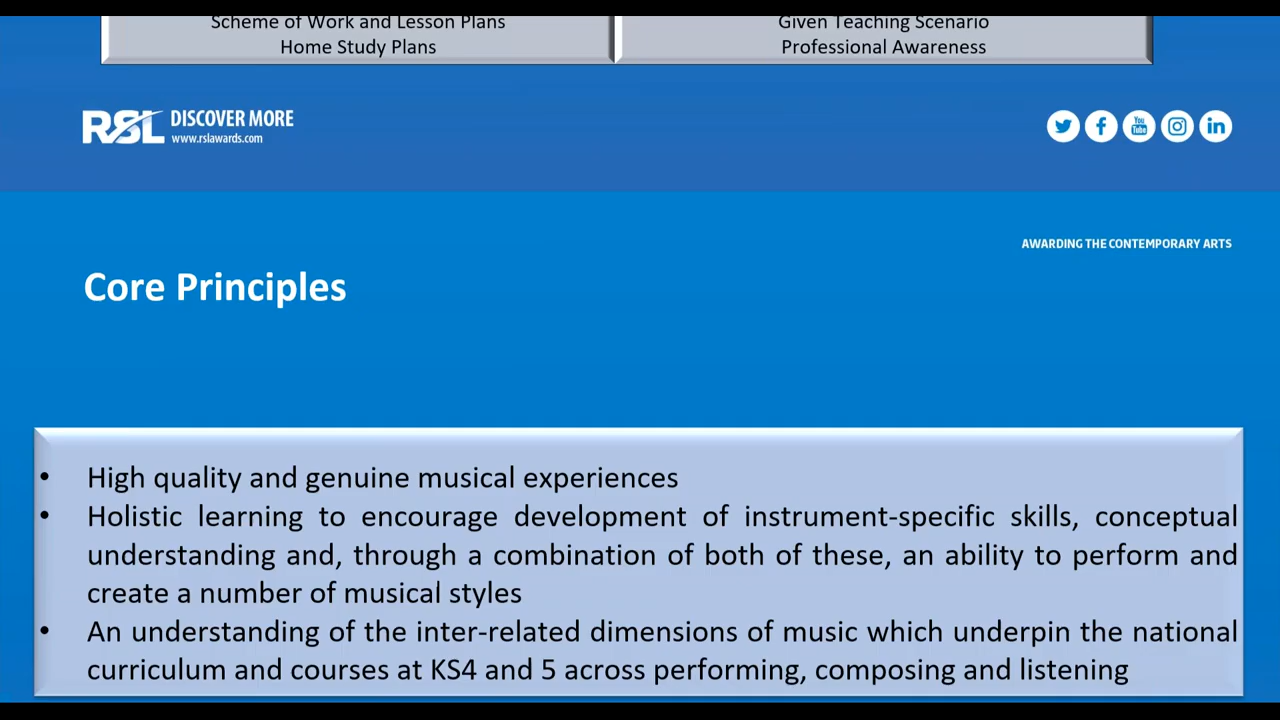 Scheme of Work and Lesson Plans
Home Study Plans
Given Teaching Scenario
Professional Awareness
RSL DISCOVER MORE
www.rslawards.com
You Tube
in
AWARDING THE CONTEMPORARY ARTS
Core Principles
• High quality and genuine musical experiences
• Holistic learning to encourage development of instrument-specific skills, conceptual
understanding and, through a combination of both of these, an ability to perform and
create a number of musical styles
• An understanding of the inter-related dimensions of music which underpin the national
curriculum and courses at KS4 and 5 across performing, composing and listening